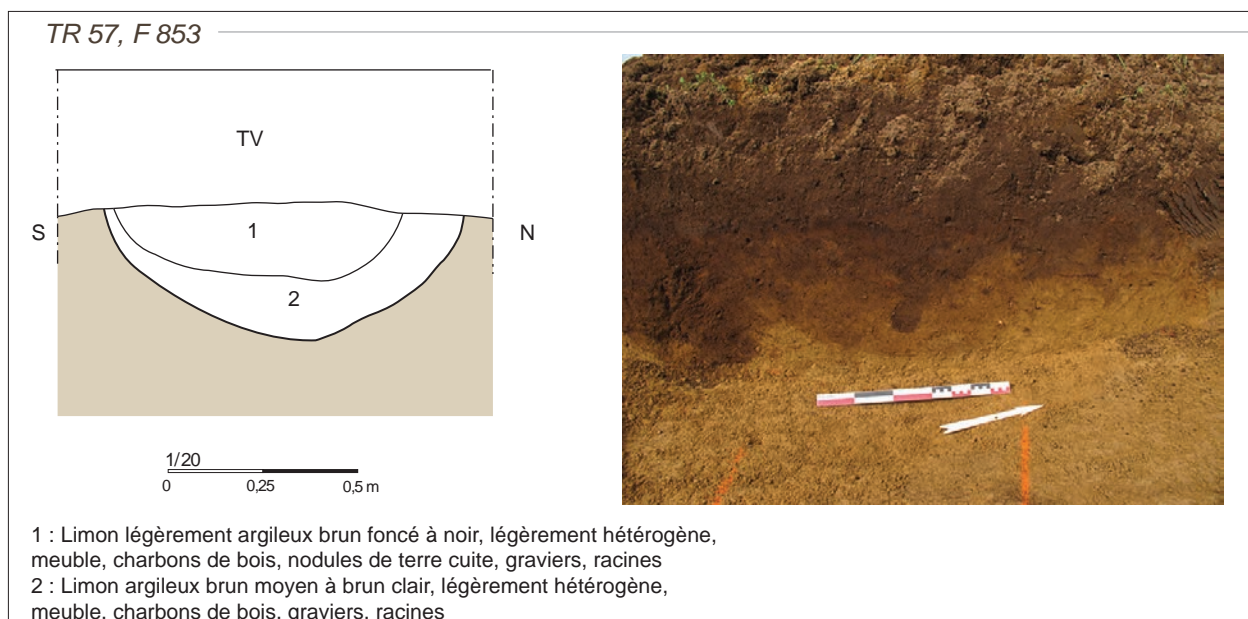 TR 57, F 853
TV
S
1
N
2
1/20
0 0,25 0,5 m
1 : Limon légèrement argileux brun foncé à noir, légèrement hétérogène,
meuble, charbons de bois, nodules de terre cuite, graviers, racines
2 : Limon argileux brun moyen à brun clair, légèrement hétérogène,
meuble, charbons de bois, graviers, racines